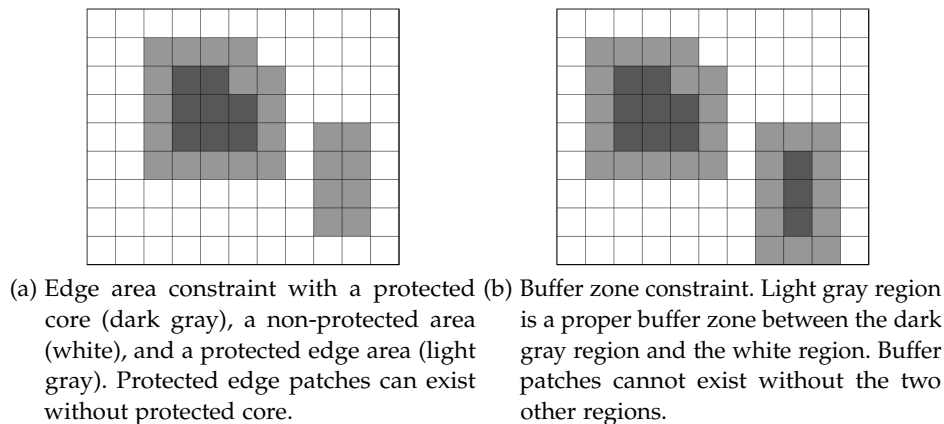 (a) Edge area constraint with a protected
core (dark gray), a non-protected area
(white), and a protected edge area (light
gray). Protected edge patches can exist
without protected core.
(b) Buffer zone constraint. Light gray region
is a proper buffer zone between the dark
gray region and the white region. Buffer
patches cannot exist without the two
other regions.